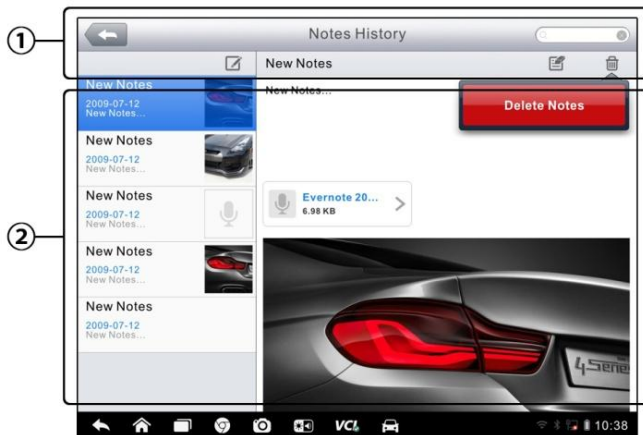 ①
Notes History
New Notes
New Notes
2009-07-12
New Notes...
New Notes...
Delete Notes
New Notes
2009-07-12
New Notes...
②
New Notes
2009-07-12
New Notes...
Evernote 20...
6.98 KB
New Notes
2009-07-12
New Notes...
New Notes
2009-07-12
New Notes...
4Serie
VCI
10:38